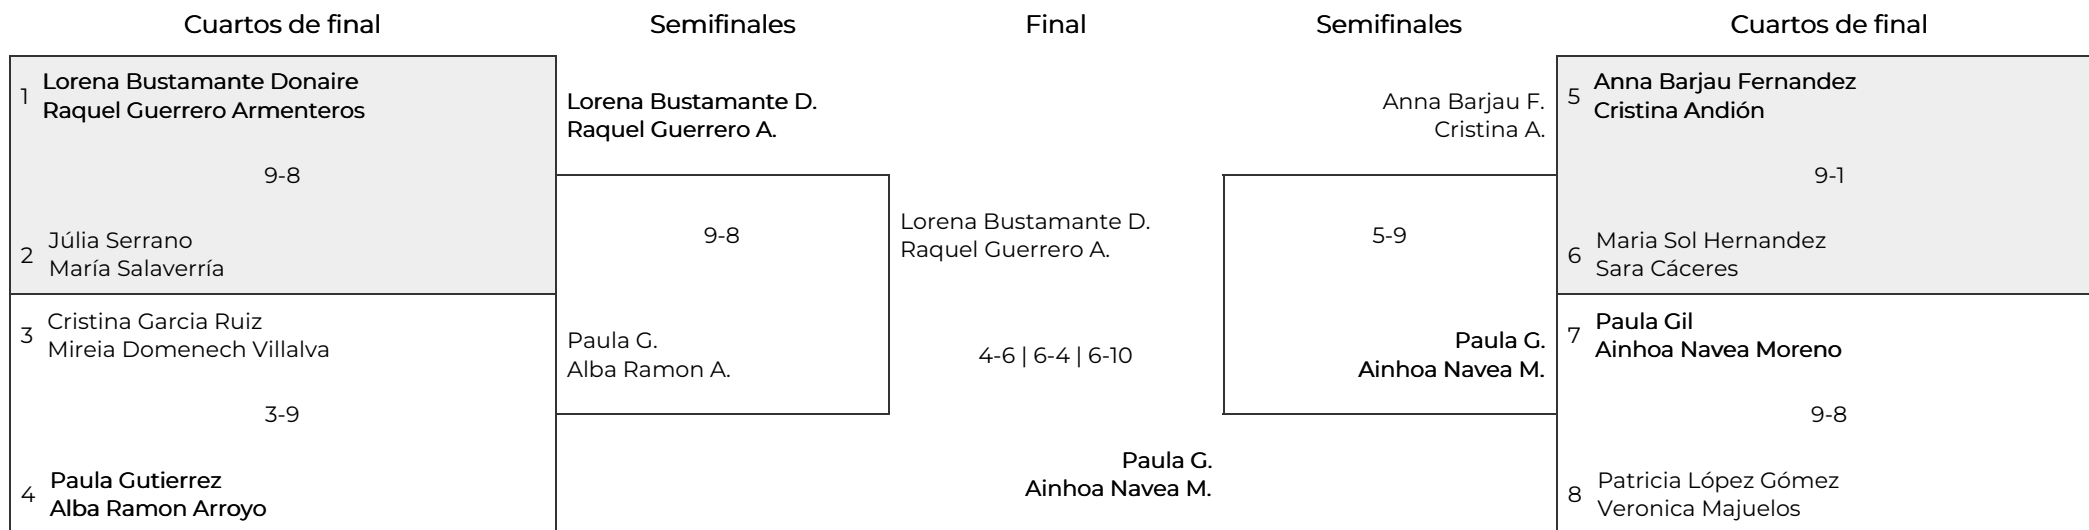 Cuartos de final
Semifinales
Final
Semifinales
Cuartos de final
1
Lorena Bustamante Donaire
Raquel Guerrero Armenteros
9-8
2
Júlia Serrano
María Salaverría
3
Cristina Garcia Ruiz
Mireia Domenech Villalva
3-9
4
Paula Gutierrez
Alba Ramon Arroyo
Lorena Bustamante D.
Raquel Guerrero A.
9-8
Paula G.
Alba Ramon A.
Lorena Bustamante D.
Raquel Guerrero A.
4-6 | 6-4 | 6-10
Paula G.
Ainhoa Navea M.
Anna Barjau F.
Cristina A.
5-9
Paula G.
Ainhoa Navea M.
5
Anna Barjau Fernandez
Cristina Andión
9-1
6
Maria Sol Hernandez
Sara Cáceres
7
Paula Gil
Ainhoa Navea Moreno
9-8
8
Patricia López Gómez
Veronica Majuelos